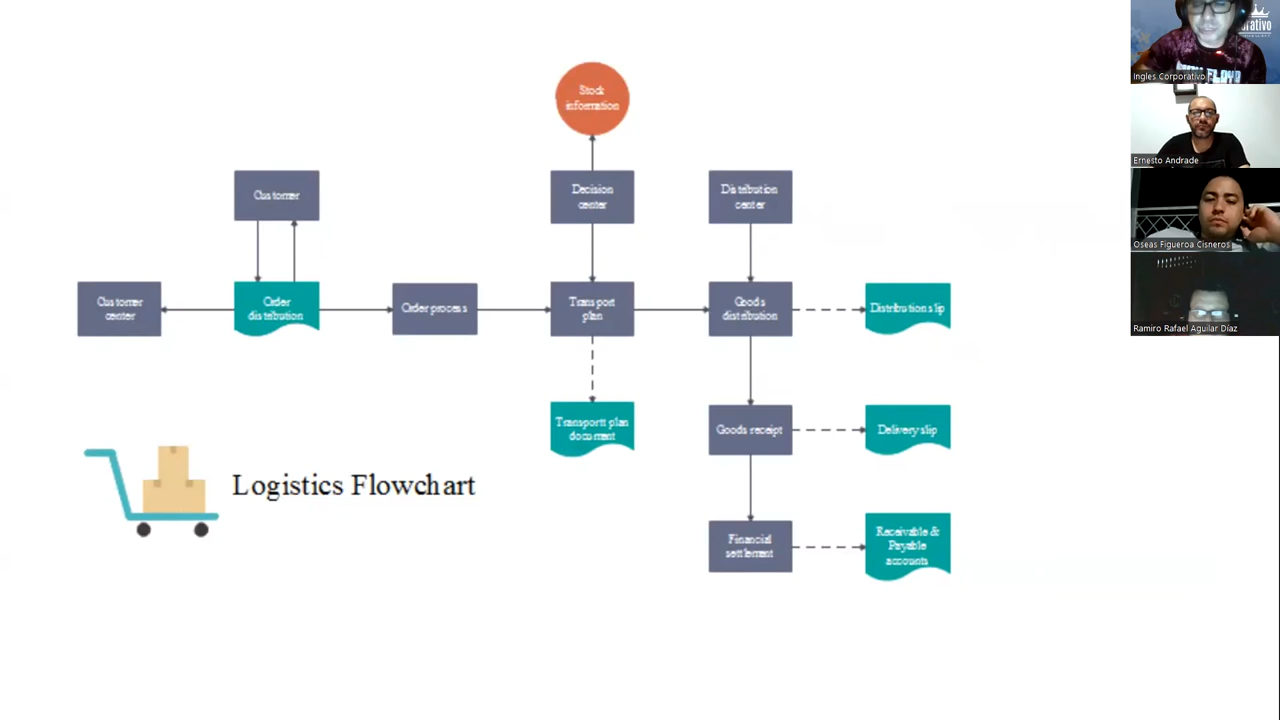 Stock
information
Customer
Decision
center
Distribution
center
Customer
center
Order
distribution
Order process
Transport
plan
Goods
distribution
Distribution slip
Transportt plan
document
Goods receipt
Delivery slip
Logistics Flowchart
Financial
settlement
Receivable &
Payable
accounts
Ingles Corporativo
Ernesto Andrade
Oseas Figueroa Cisneros
Ramiro Rafael Aguilar Díaz